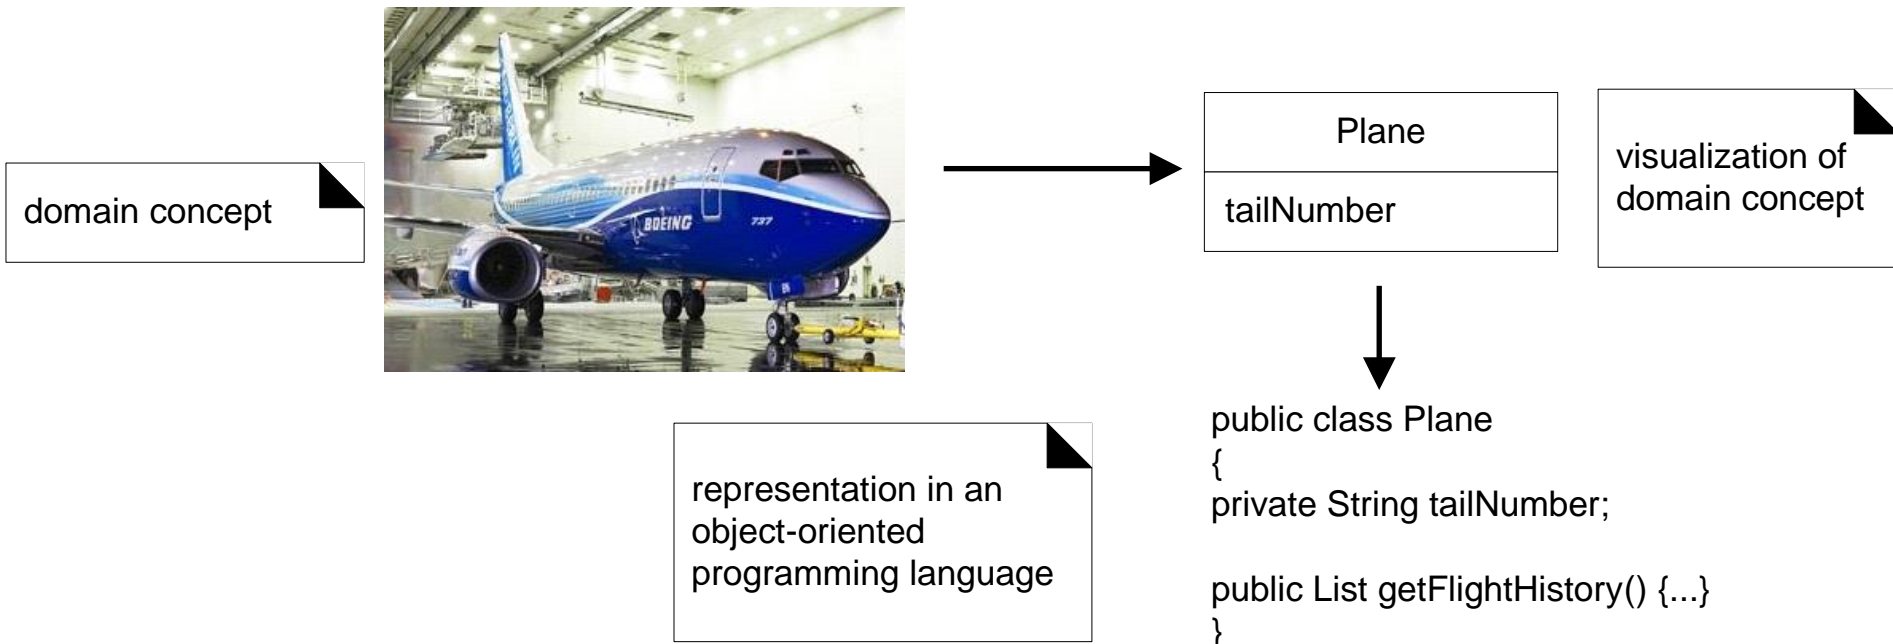 domain concept
BOEING
737
Plane
tailNumber
visualization of
domain concept
representation in an
object-oriented
programming language
public class Plane
{
private String tailNumber;
public List getFlightHistory() {...}
}